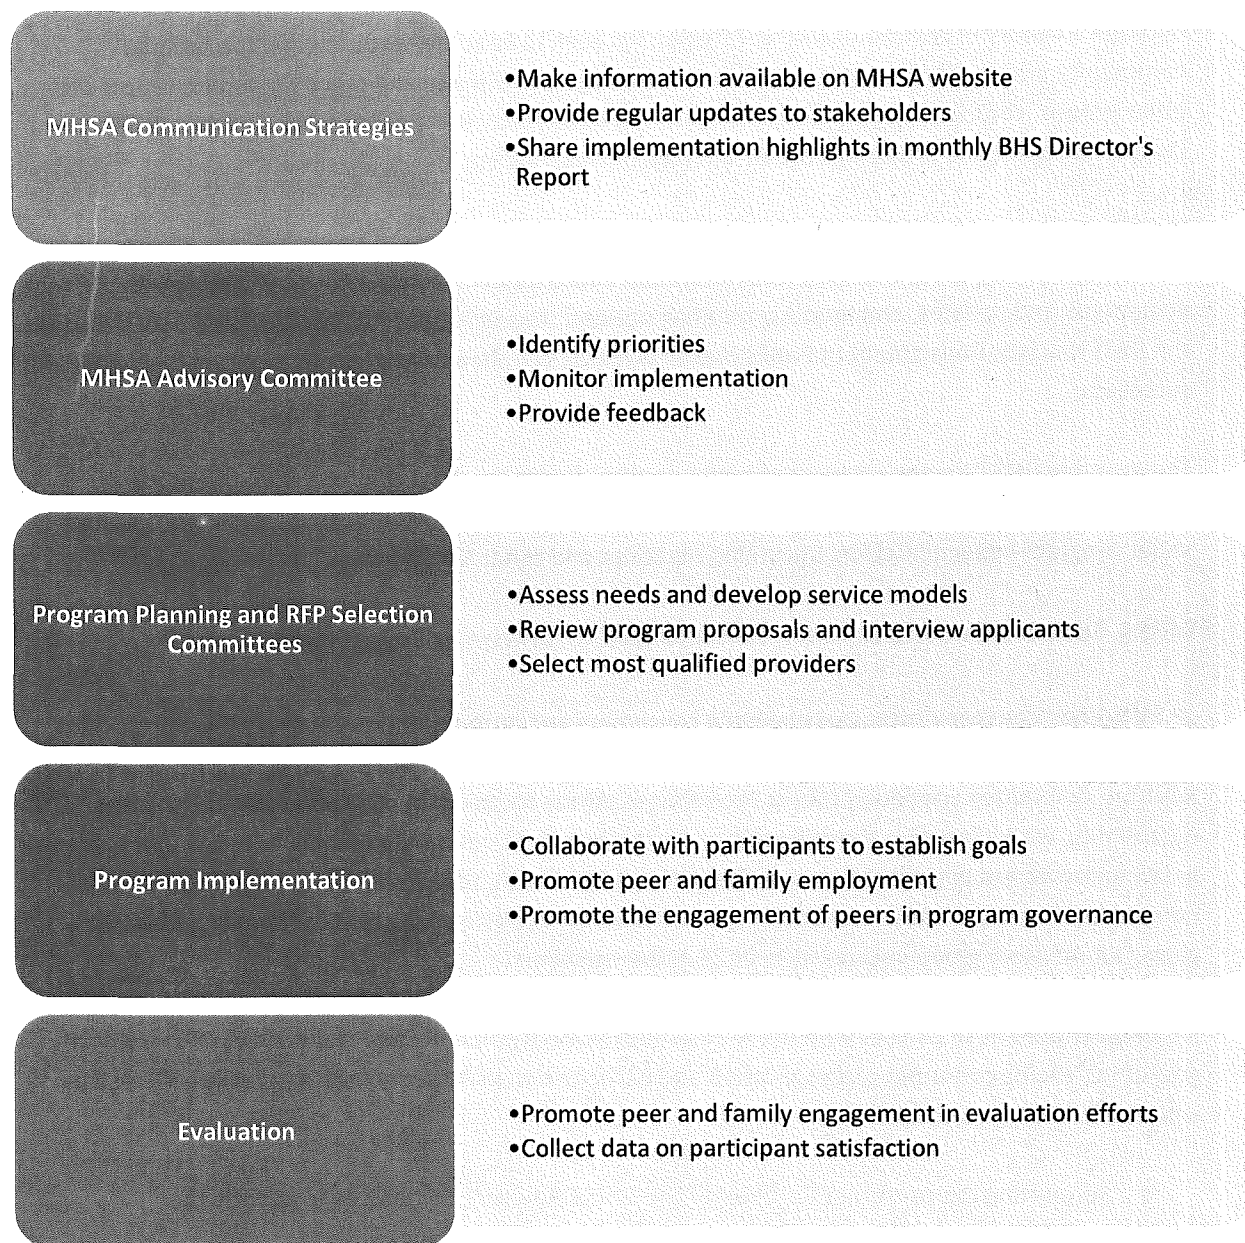 MHSA Communication Strategies
•Make information available on MHSA website
•Provide regular updates to stakeholders
•Share implementation highlights in monthly BHS Director's
Report
MHSA Advisory Committee
•Identify priorities
•Monitor implementation
•Provide feedback
Program Planning and RFP Selection
Committees
•Assess needs and develop service models
•Review program proposals and interview applicants
•Select most qualified providers
Program Implementation
•Collaborate with participants to establish goals
•Promote peer and family employment
•Promote the engagement of peers in program governance
Evaluation
•Promote peer and family engagement in evaluation efforts
•Collect data on participant satisfaction